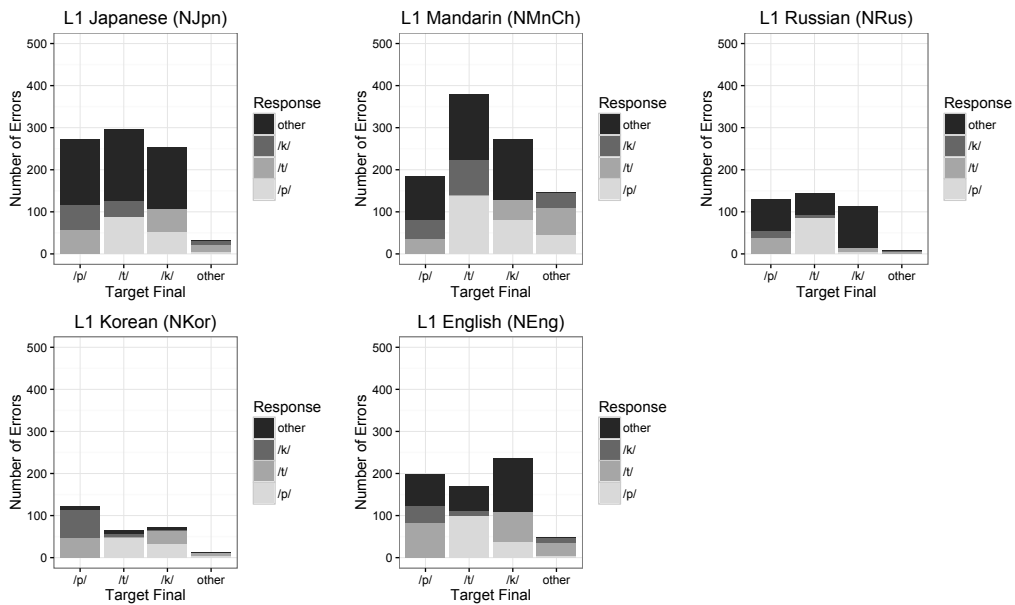 L1 Japanese (NJpn)
500
400
300
200
100
0
Number of Errors
/p/ /t/ /k/ other
Target Final
Response
other
/k/
/t/
/p/
L1 Mandarin (NMnCh)
500
400
300
200
100
0
Number of Errors
/p/ /t/ /k/ other
Target Final
Response
other
/k/
/t/
/p/
L1 Russian (NRus)
500
400
300
200
100
0
Number of Errors
/p/ /t/ /k/ other
Target Final
Response
other
/k/
/t/
/p/
L1 Korean (NKor)
500
400
300
200
100
0
Number of Errors
/p/ /t/ /k/ other
Target Final
Response
other
/k/
/t/
/p/
L1 English (NEng)
500
400
300
200
100
0
Number of Errors
/p/ /t/ /k/ other
Target Final
Response
other
/k/
/t/
/p/